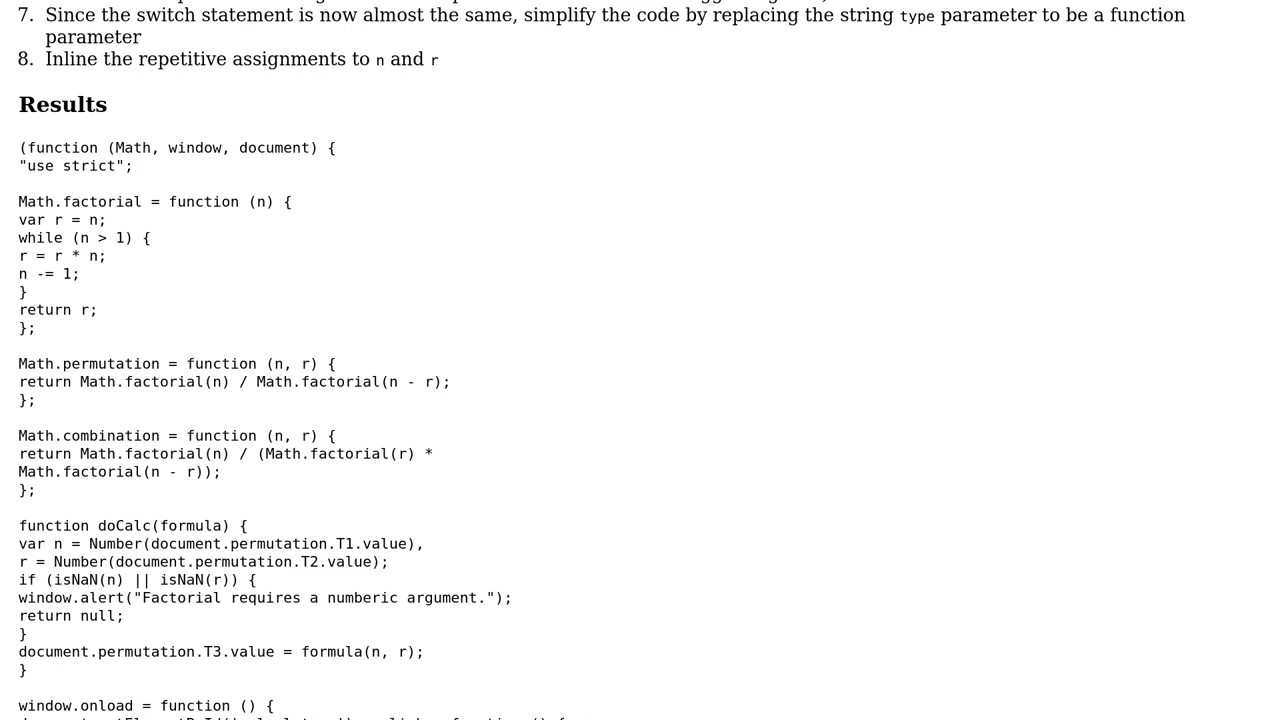 7. Since the switch statement is now almost the same, simplify the code by replacing the string type parameter to be a function
parameter
8. Inline the repetitive assignments to n and r
Results
(function (Math, window, document) {
"use strict";
Math.factorial = function (n) {
var r = n;
while (n > 1) {
r = r * n;
n -= 1;
}
return r;
};
Math.permutation = function (n, r) {
return Math.factorial(n) / Math.factorial(n - r);
};
Math.combination = function (n, r) {
return Math.factorial(n) / (Math.factorial(r) *
Math.factorial(n - r));
};
function doCalc(formula) {
var n = Number(document.permutation.T1.value),
r = Number(document.permutation.T2.value);
if (isNaN(n) || isNaN(r)) {
window.alert("Factorial requires a numberic argument.");
return null;
}
document.permutation.T3.value = formula(n, r);
}
window.onload = function () {